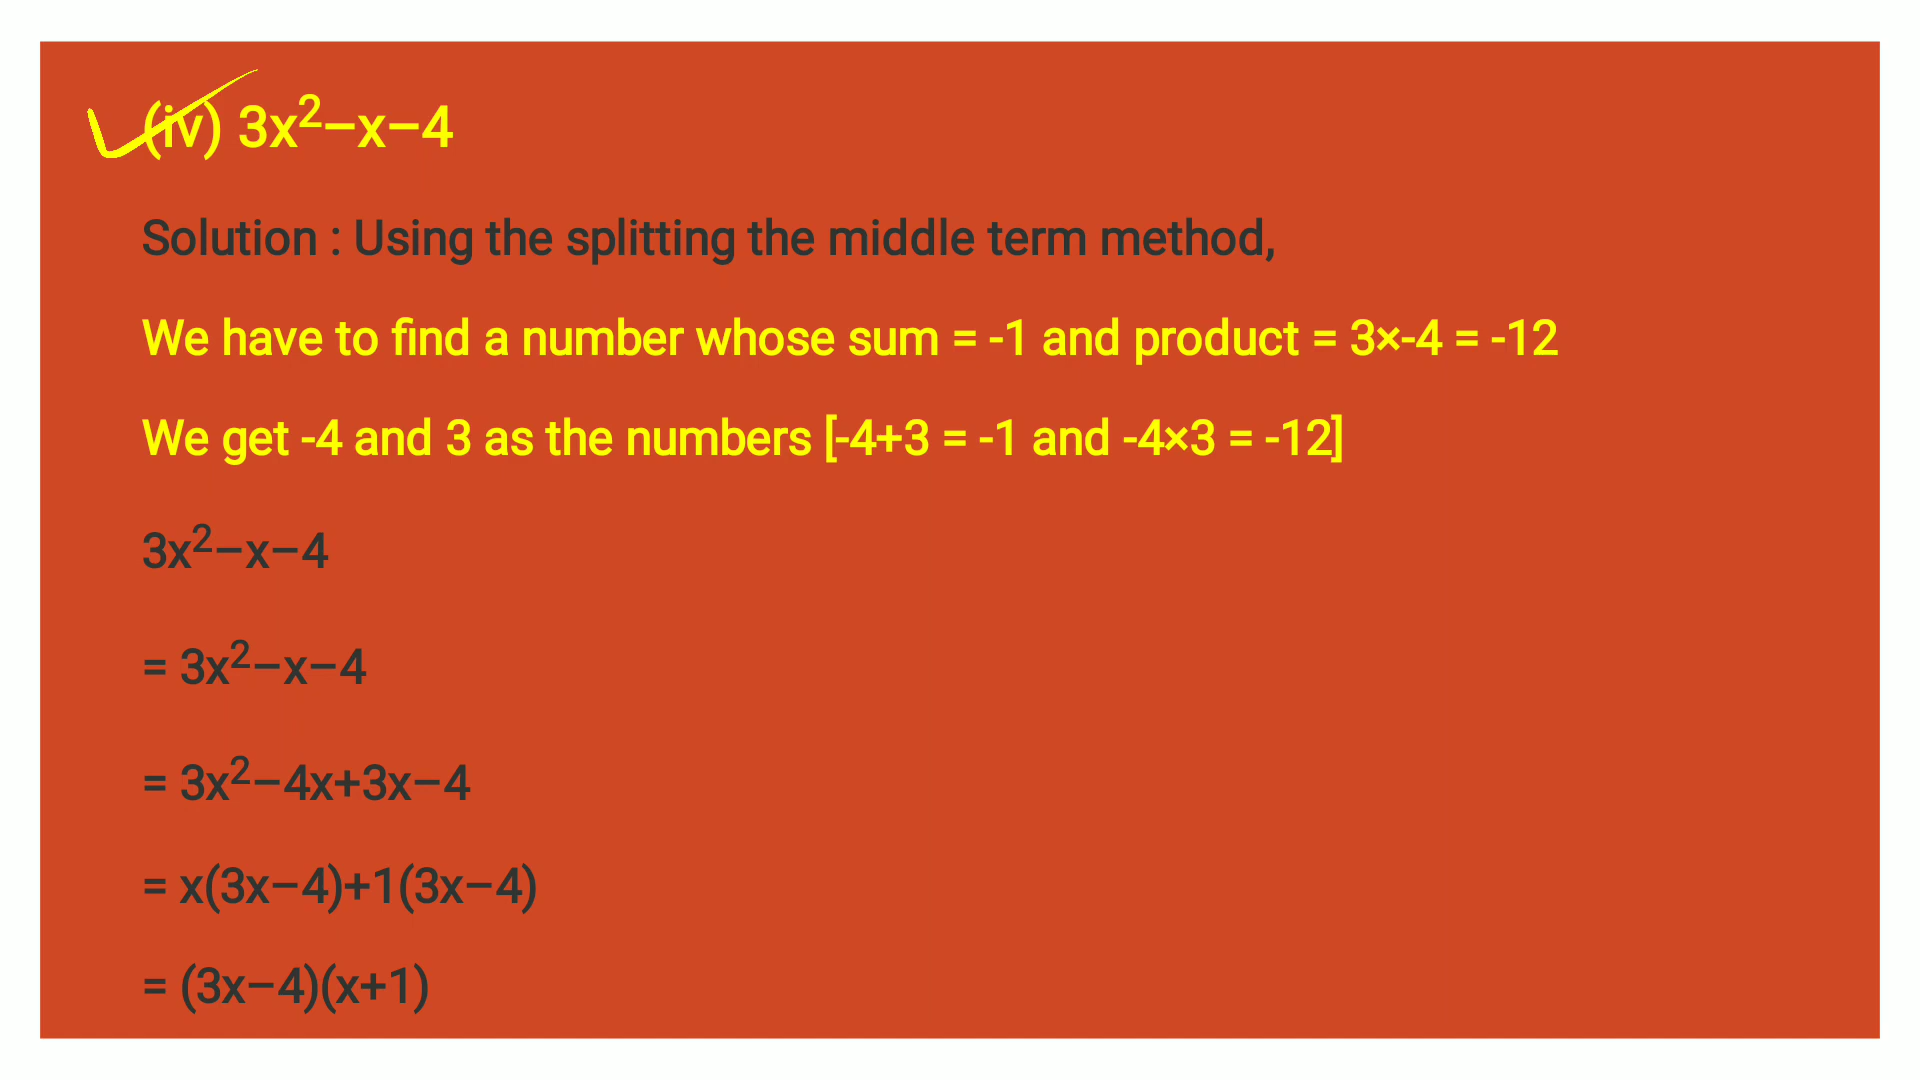 (iv) 3x²–x–4
Solution : Using the splitting the middle term method,
We have to find a number whose sum = -1 and product = 3×-4 = -12
We get -4 and 3 as the numbers [-4+3 = -1 and -4×3 = -12]
3x²–x–4
= 3x²–x–4
= 3x²–4x+3x–4
= x(3x–4)+1(3x–4)
= (3x–4)(x+1)